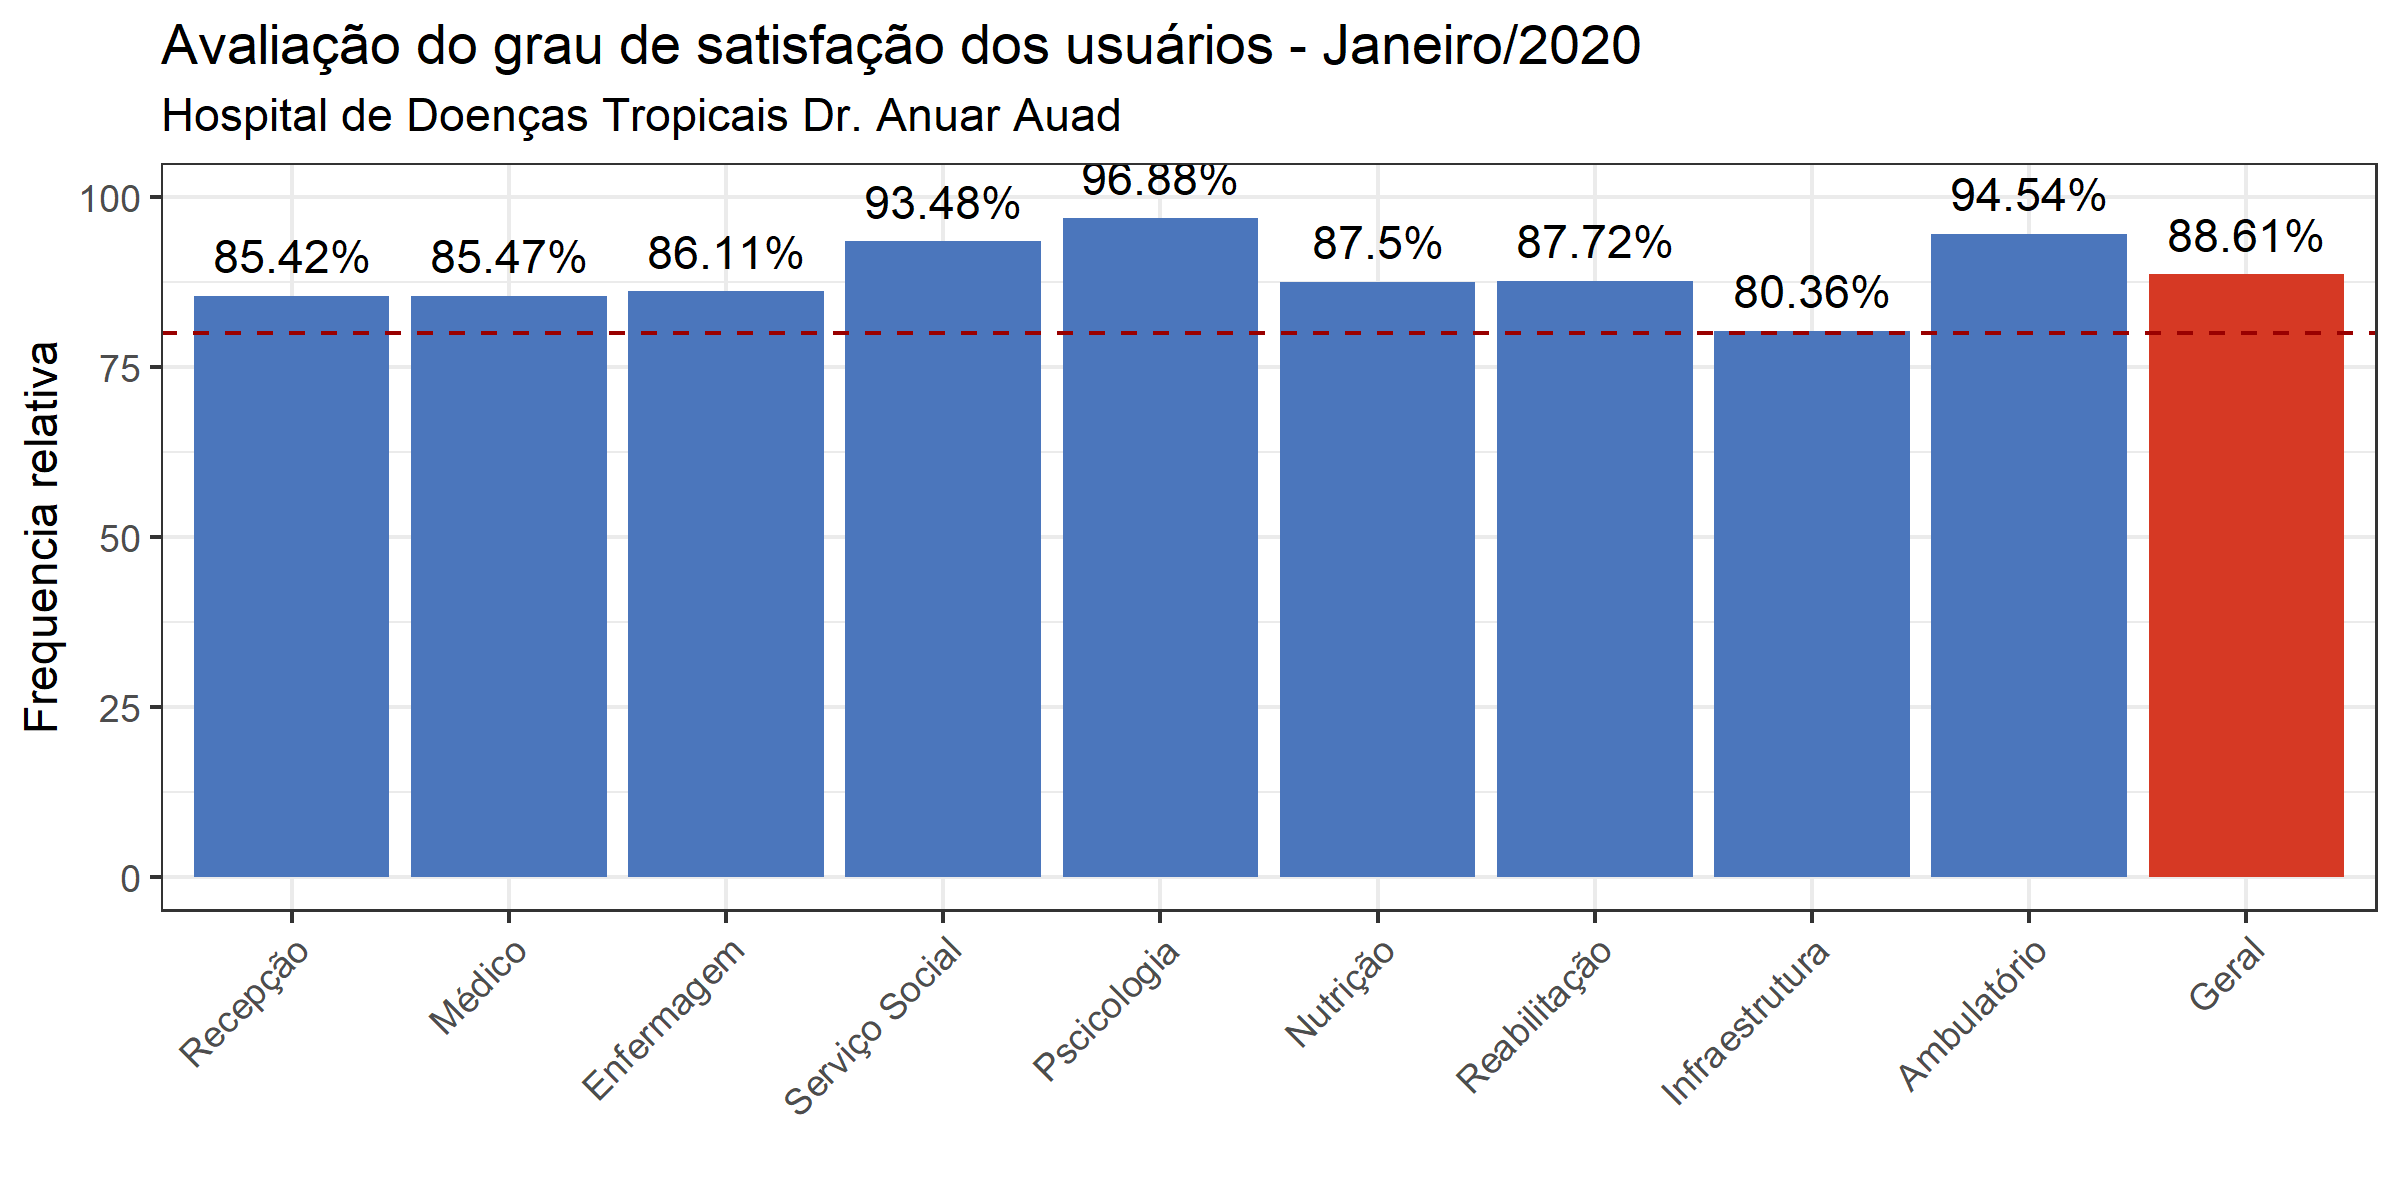 Avaliação do grau de satisfação dos usuários - Janeiro/2020
Hospital de Doenças Tropicais Dr. Anuar Auad
Frequencia relativa
100
75
50
25
0
85.42%
85.47%
86.11%
93.48%
96.88%
87.5%
87.72%
80.36%
94.54%
88.61%
Recepção
Médico
Enfermagem
Serviço Social
Pscicologia
Nutrição
Reabilitação
Infraestrutura
Ambulatório
Geral